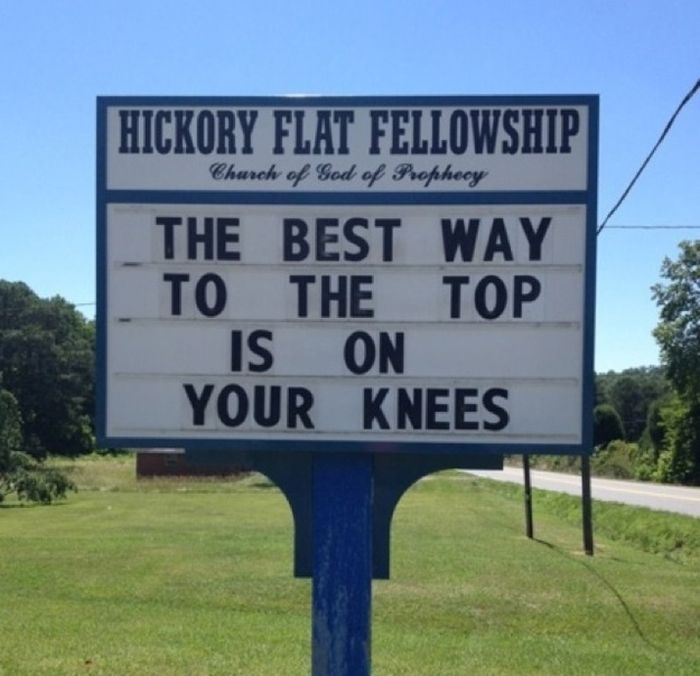 HICKORY FLAT FELLOWSHIP
Church of God of Prophecy
THE BEST WAY
TO THE TOP
IS ON
YOUR KNEES